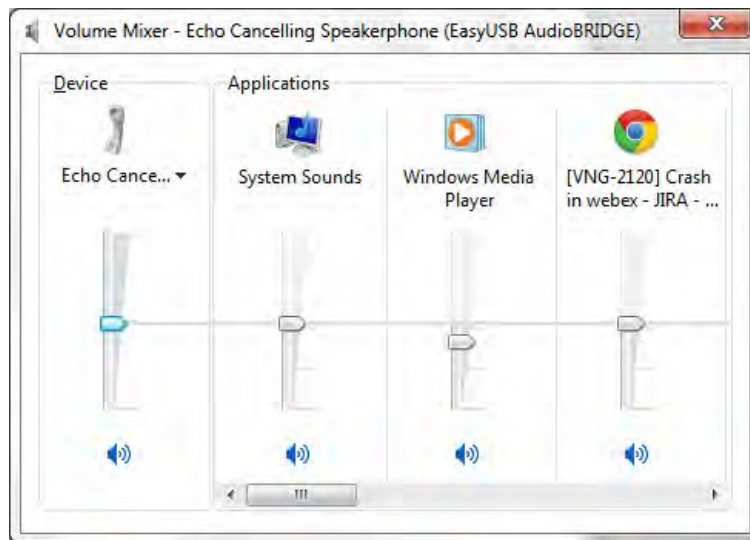 Volume Mixer - Echo Cancelling Speakerphone (EasyUSB AudioBRIDGE)
Device
Applications
Echo Cance...
System Sounds
Windows Media
Player
[VNG-2120] Crash
in webex - JIRA - ...